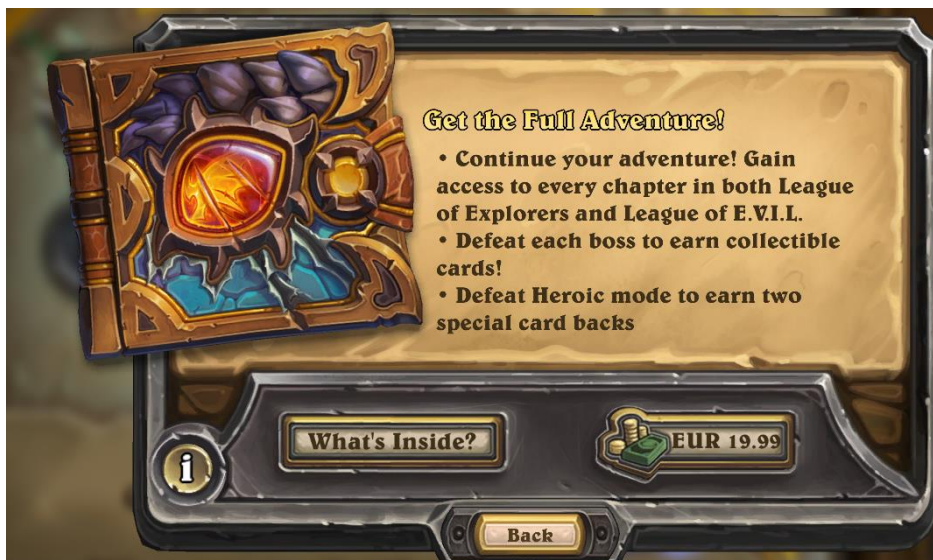 Get the Full Adventure!
• Continue your adventure! Gain
access to every chapter in both League
of Explorers and League of E.V.I.L.
• Defeat each boss to earn collectible
cards!
• Defeat Heroic mode to earn two
special card backs
What's Inside?
EUR 19.99
i
Back